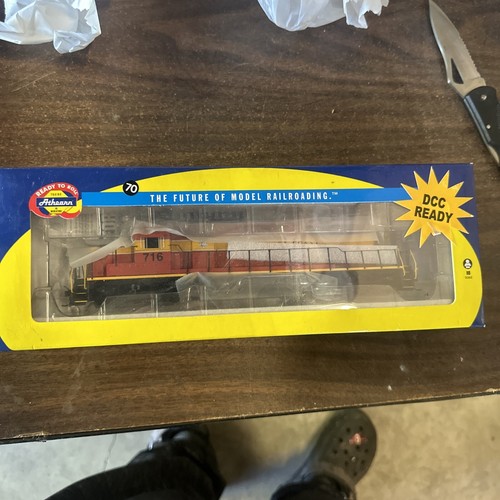 READY TO ROLL
Athearn
70
THE FUTURE OF MODEL RAILROADING.™
DCC
READY
716